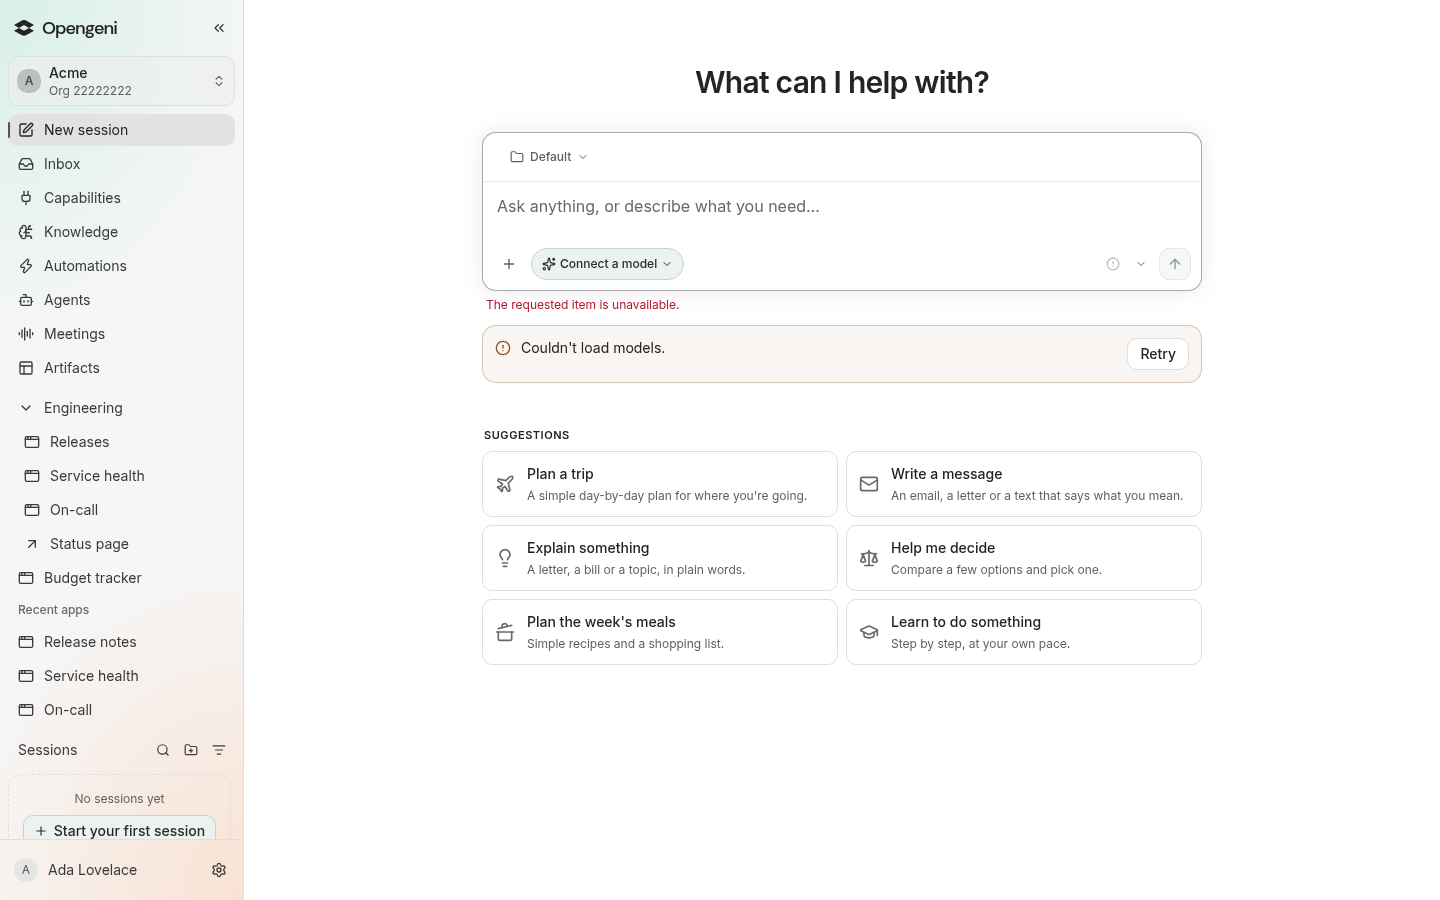 Opengeni
A
Acme
Org 22222222
New session
Inbox
Capabilities
Knowledge
Automations
Agents
Meetings
Artifacts
Engineering
Releases
Service health
On-call
Status page
Budget tracker
Recent apps
Release notes
Service health
On-call
Sessions
No sessions yet
Start your first session
A
Ada Lovelace
What can I help with?
Default
Ask anything, or describe what you need...
Connect a model
The requested item is unavailable.
Couldn't load models.
Retry
SUGGESTIONS
Plan a trip
A simple day-by-day plan for where you're going.
Write a message
An email, a letter or a text that says what you mean.
Explain something
A letter, a bill or a topic, in plain words.
Help me decide
Compare a few options and pick one.
Plan the week's meals
Simple recipes and a shopping list.
Learn to do something
Step by step, at your own pace.